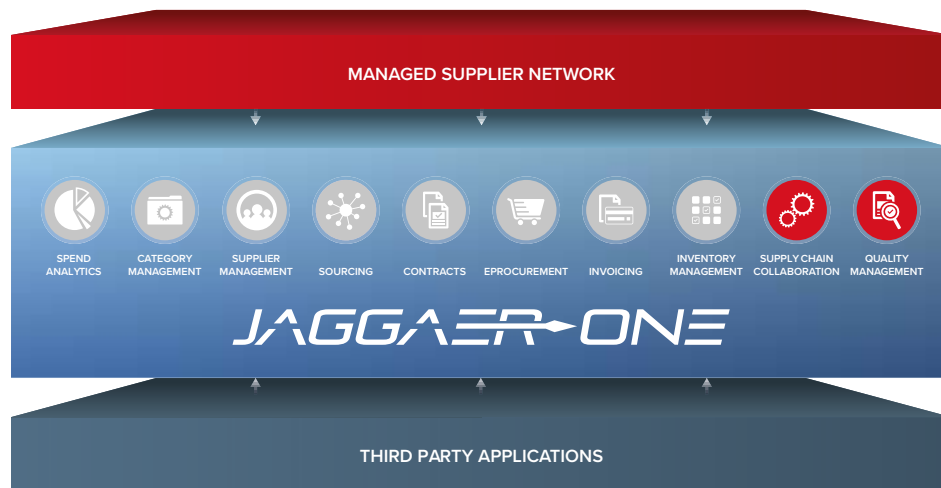 MANAGED SUPPLIER NETWORK
SPEND
ANALYTICS
CATEGORY
MANAGEMENT
SUPPLIER
MANAGEMENT
SOURCING
CONTRACTS
EPROCUREMENT
INVOICING
INVENTORY
MANAGEMENT
SUPPLY CHAIN
COLLABORATION
QUALITY
MANAGEMENT
JAGGAER ONE
THIRD PARTY APPLICATIONS